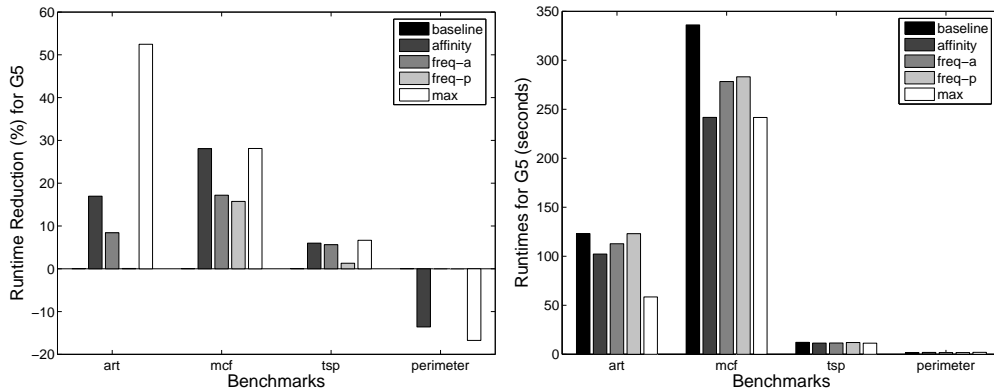 Runtime Reduction (%) for G5
60
50
40
30
20
10
0
−10
−20
art
mcf
tsp
perimeter
Benchmarks
baseline
affinity
freq−a
freq−p
max
Runtimes for G5 (seconds)
350
300
250
200
150
100
50
0
art
mcf
tsp
perimeter
Benchmarks
baseline
affinity
freq−a
freq−p
max